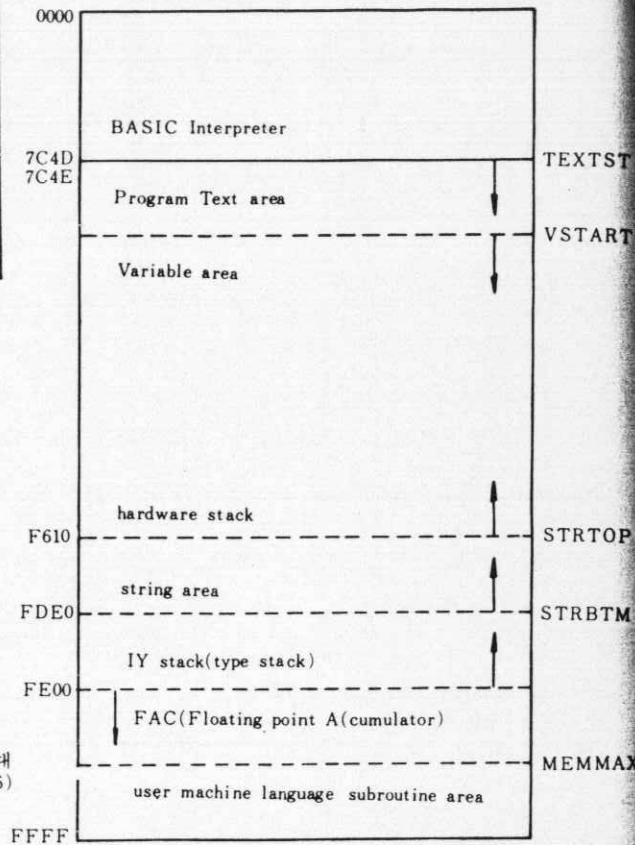 0000
BASIC Interpreter
7C4D TEXTST
7C4E
Program Text area
VSTART
Variable area
hardware stack
F610 STRTOP
string area
FDE0 STRBTM
IY stack(type stack)
FE00
FAC(Floating point A(cumulator)
MEMMAX
user machine language subroutine area
FFFF